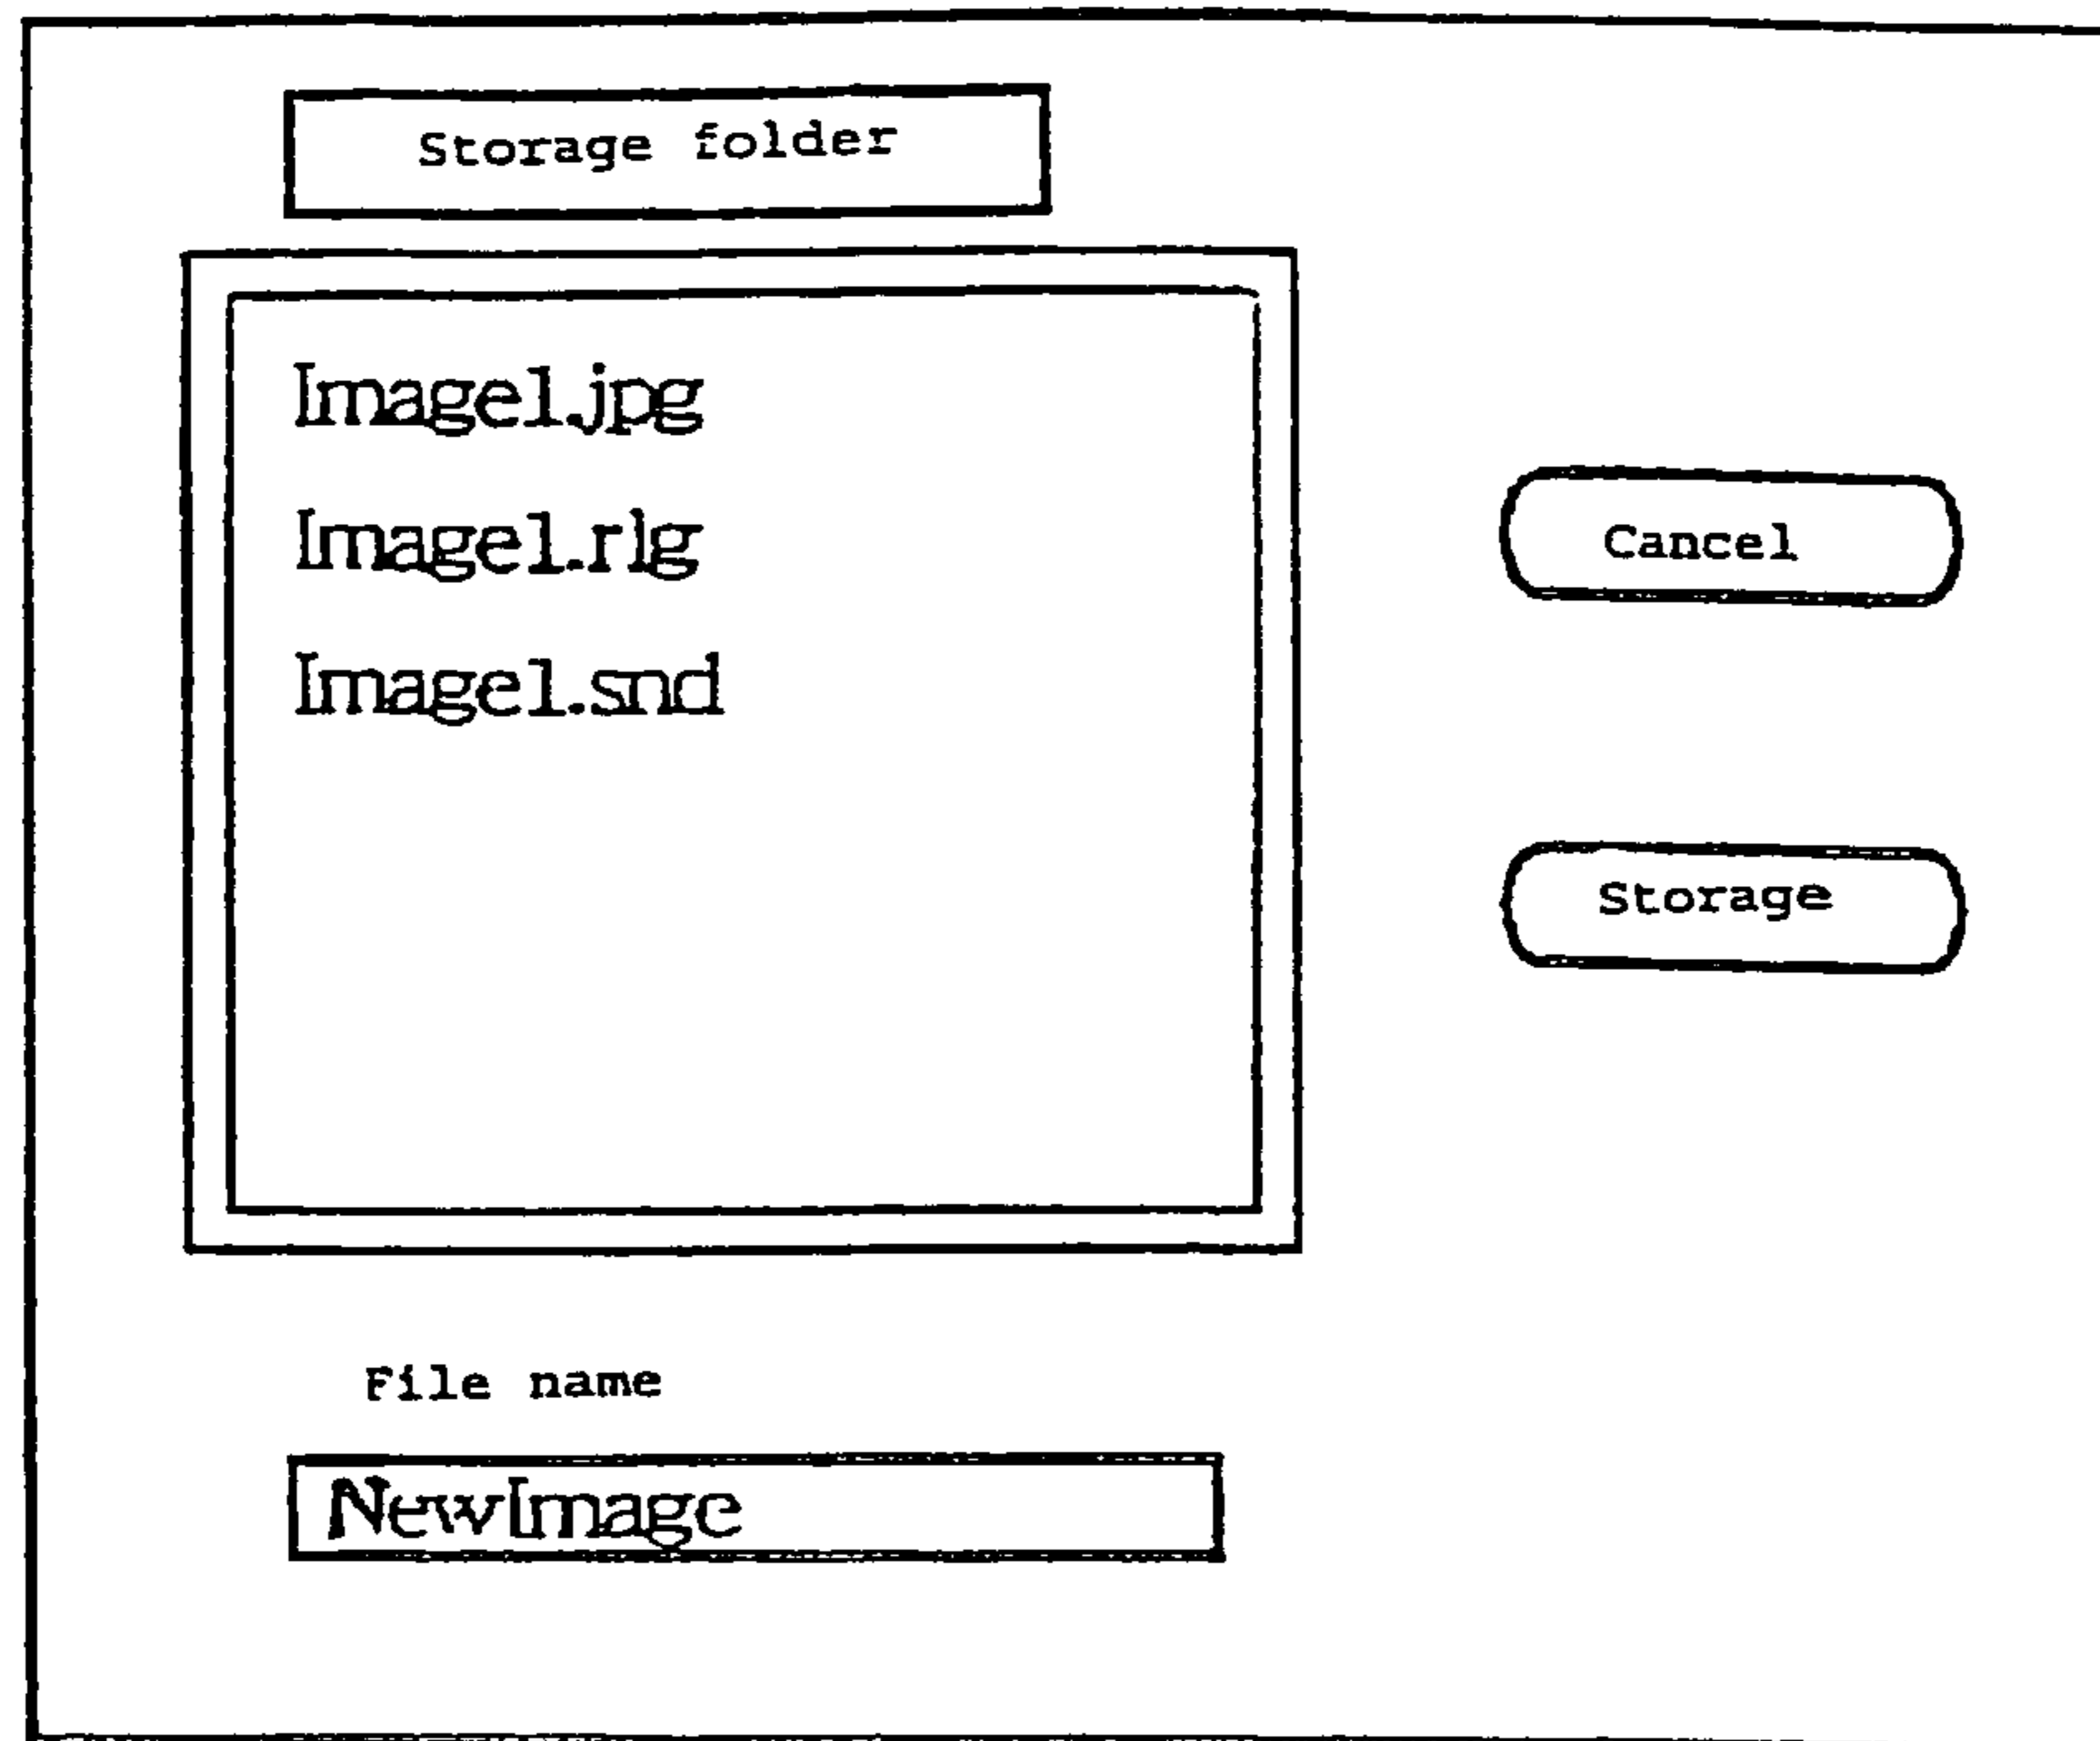 Storage folder
Image1.jpg
Image1.rlg
Image1.snd
Cancel
Storage
File name
NewImage